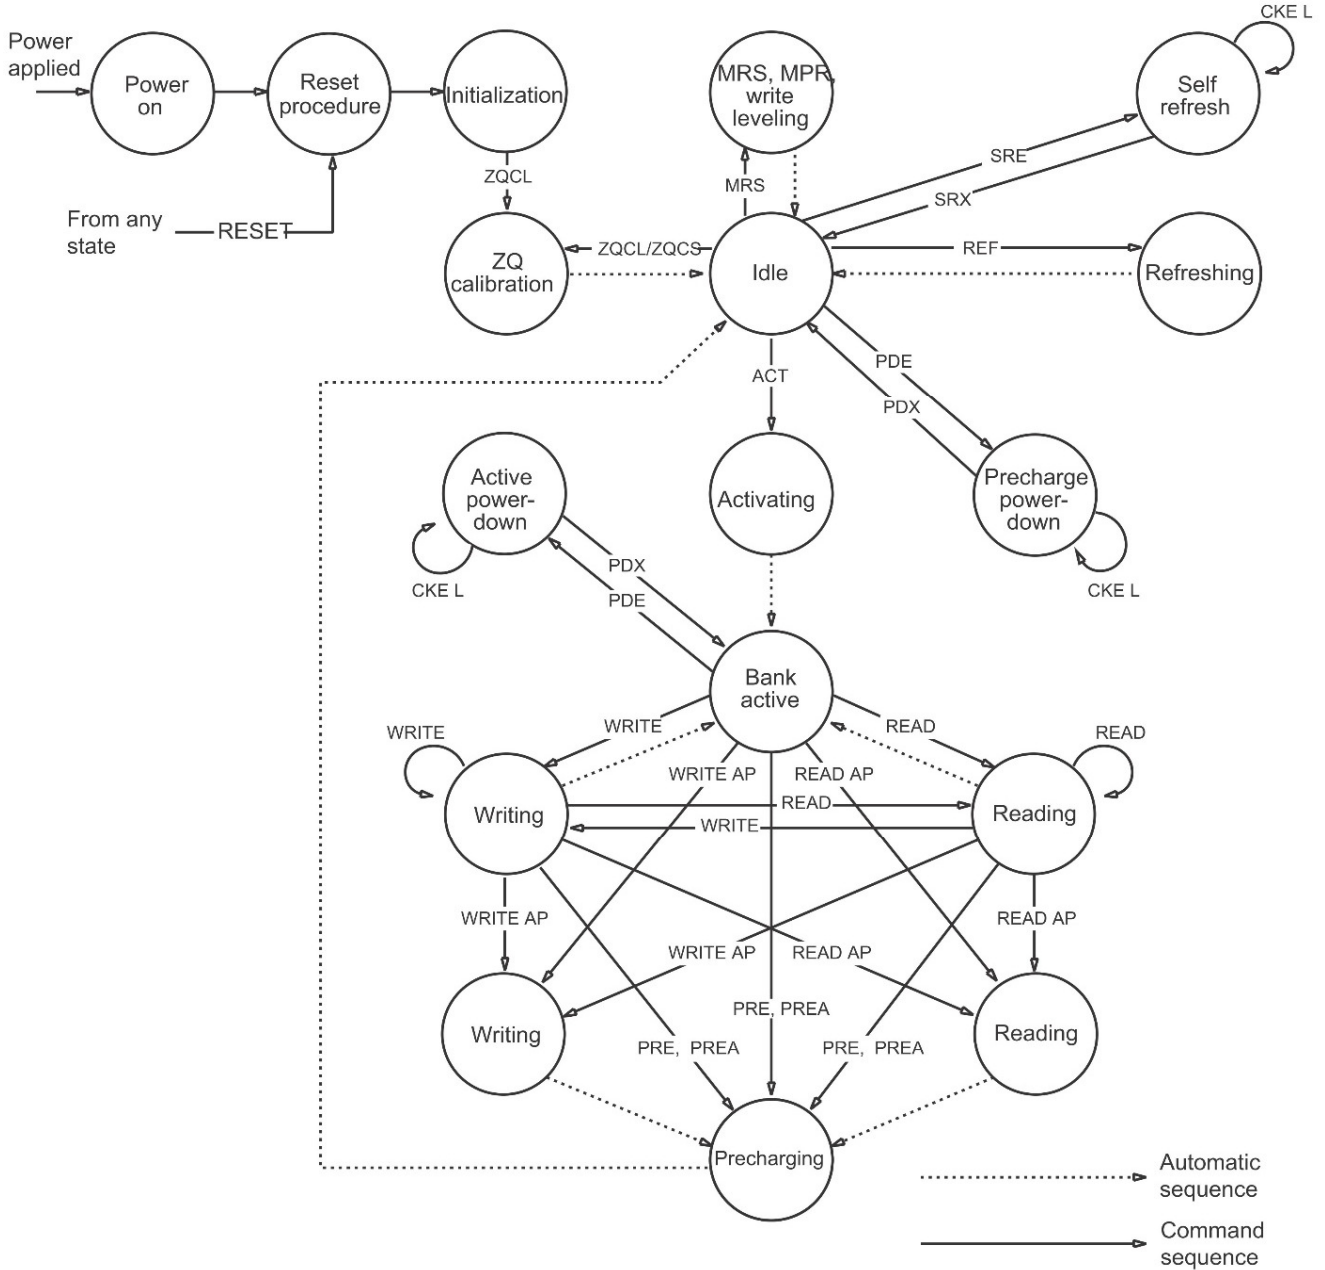 CKE L
Power
applied
Power
on
Reset
procedure
Initialization
MRS, MPR,
write
leveling
Self
refresh
SRE
ZQCL
MRS
SRX
From any
state
RESET
ZQCL/ZQCS
REF
ZQ
calibration
Idle
Refreshing
PDE
ACT
PDX
Active
power-
down
Activating
Precharge
power-
down
PDX
CKE L
CKE L
PDE
Bank
active
WRITE
WRITE
READ
READ
WRITE AP
READ AP
Writing
READ
Reading
WRITE
WRITE AP
READ AP
WRITE AP
READ AP
PRE, PREA
Writing
Reading
PRE, PREA
PRE, PREA
Precharging
Automatic
sequence
Command
sequence